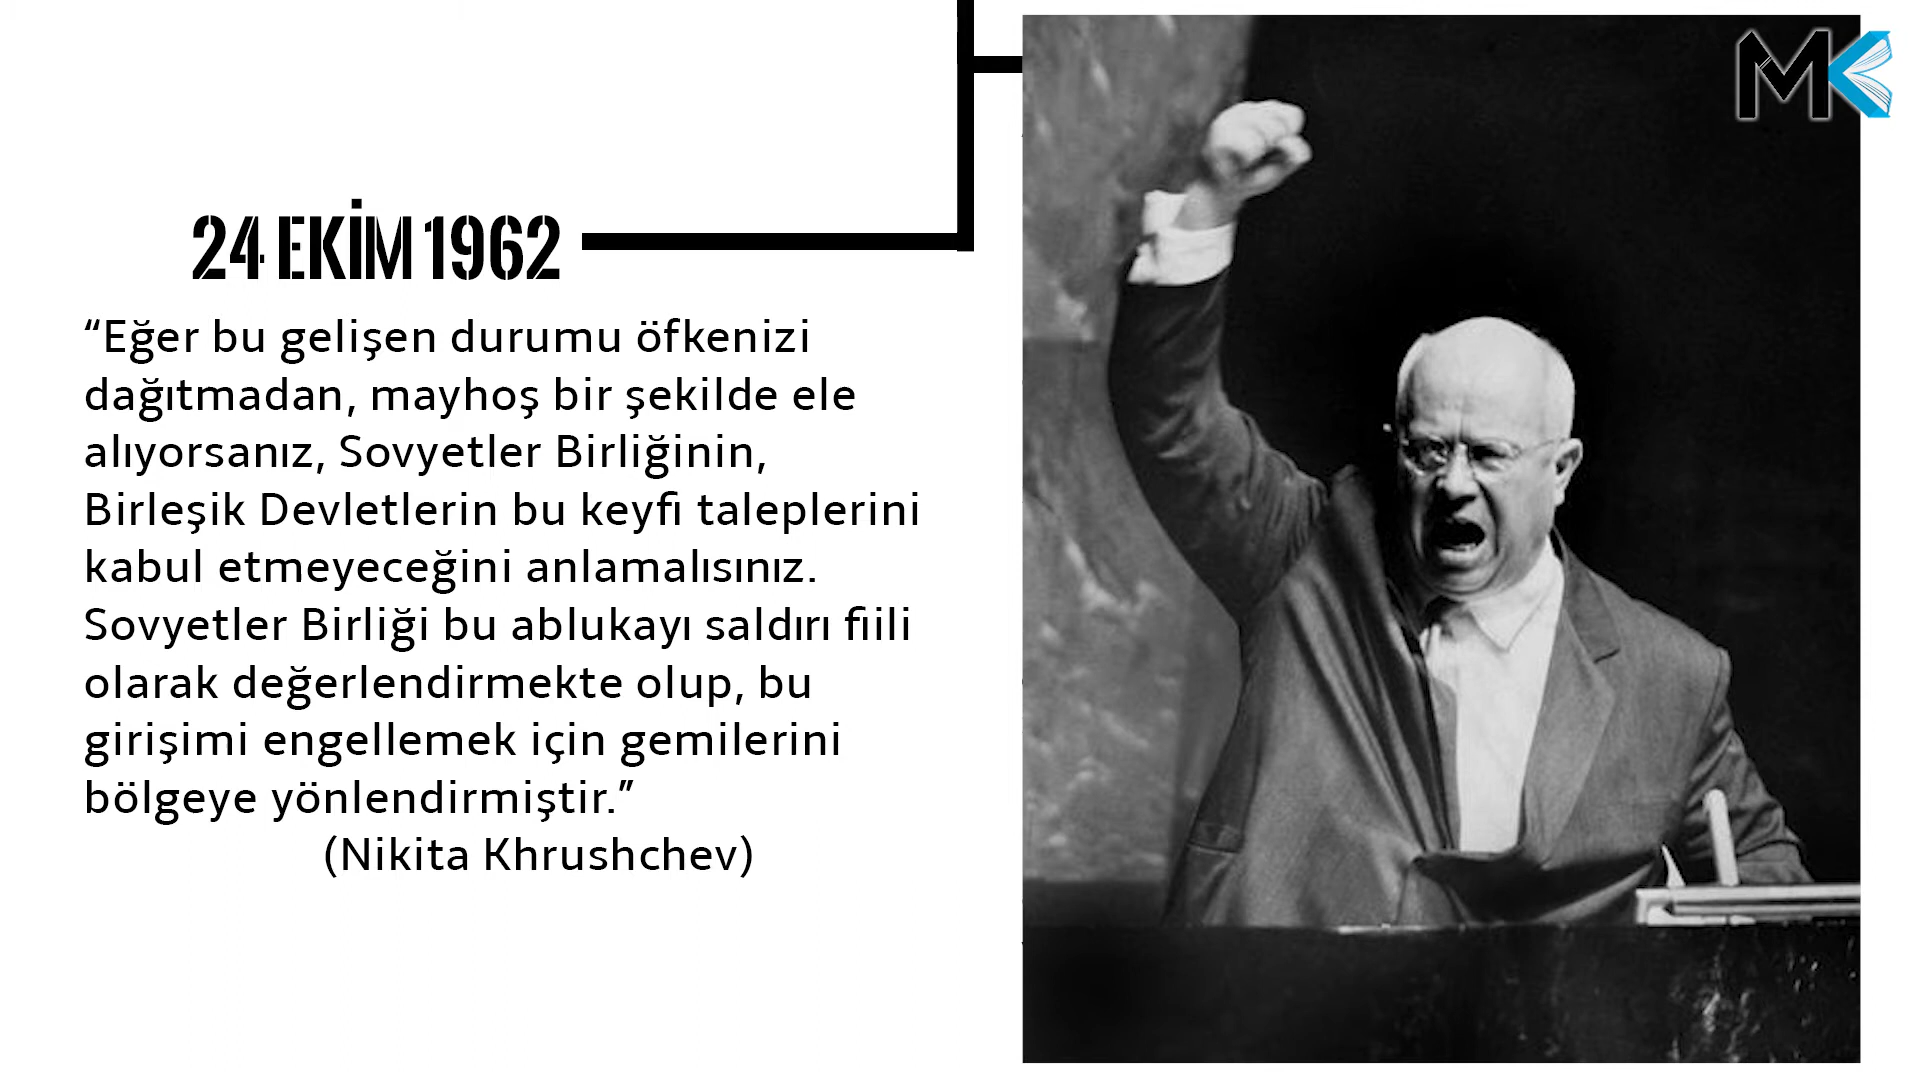 MK
24 EKİM 1962
“Eğer bu gelişen durumu öfkenizi
dağıtmadan, mayhoş bir şekilde ele
alıyorsanız, Sovyetler Birliğinin,
Birleşik Devletlerin bu keyfi taleplerini
kabul etmeyeceğini anlamalısınız.
Sovyetler Birliği bu ablukayı saldırı fiili
olarak değerlendirmekte olup, bu
girişimi engellemek için gemilerini
bölgeye yönlendirmiştir.”
(Nikita Khrushchev)